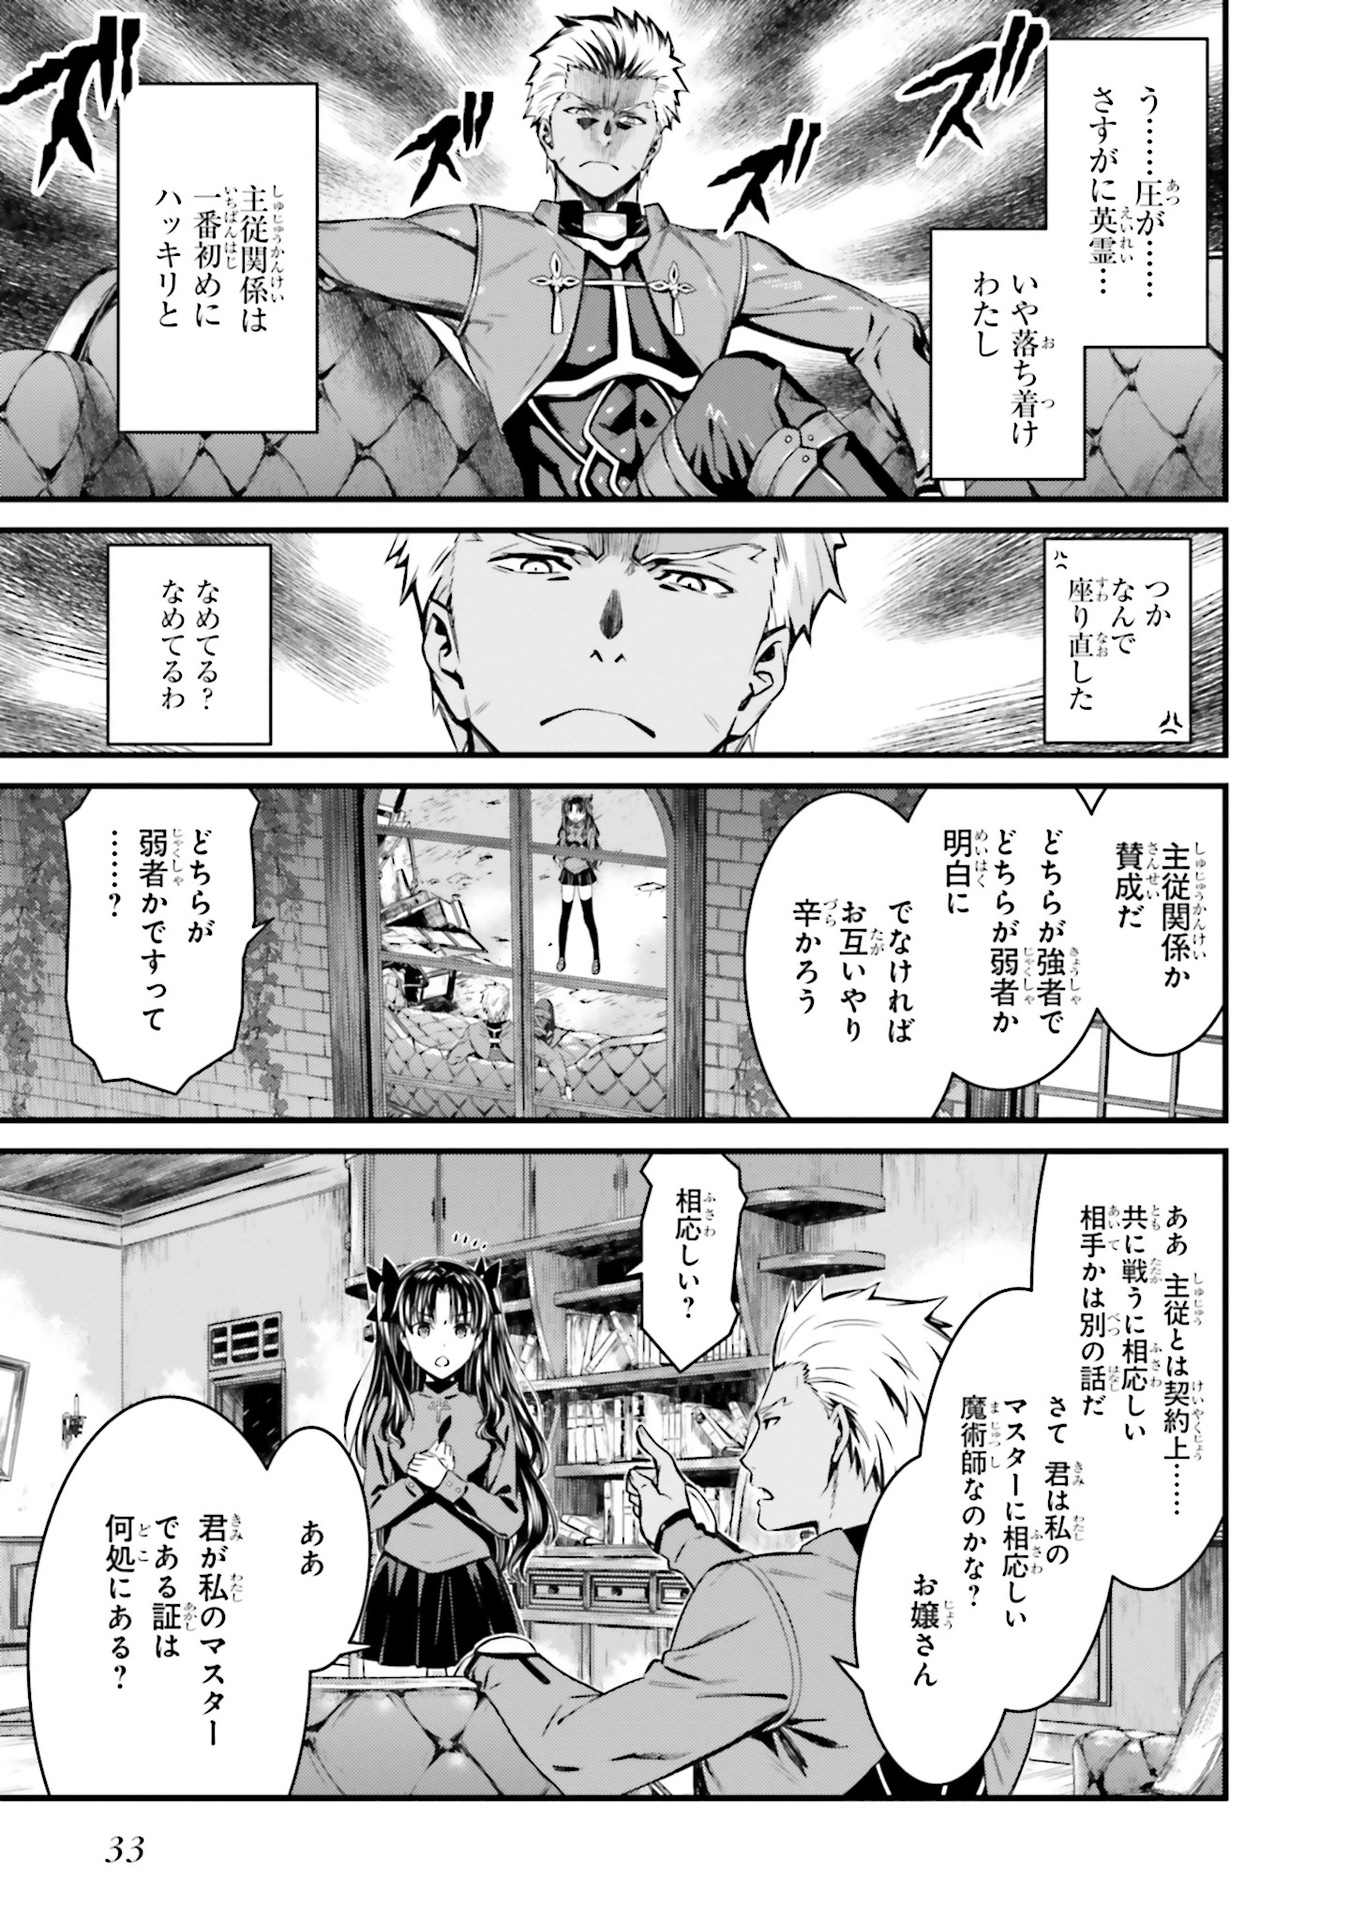 う……圧が……
さすがに英霊…
いや落ち着け
わたし
ズ
ズ
ズ
ズ
主従関係は
一番初めに
ハッキリと
つか
なんで
座り直した
なめてる？
なめてるわ
主従関係か
賛成だ
どちらが強者で
どちらが弱者か
明白に
でなければ
お互いやり
辛かろう
どちらが
弱者かですって
……？
ああ 主従とは契約上……
共に戦うに相応しい
相手かは別の話だ
さて 君は私の
マスターに相応しい
魔術師なのかな？
お嬢さん
相応しい？
ああ
君が私のマスター
である証は
何処にある？
33